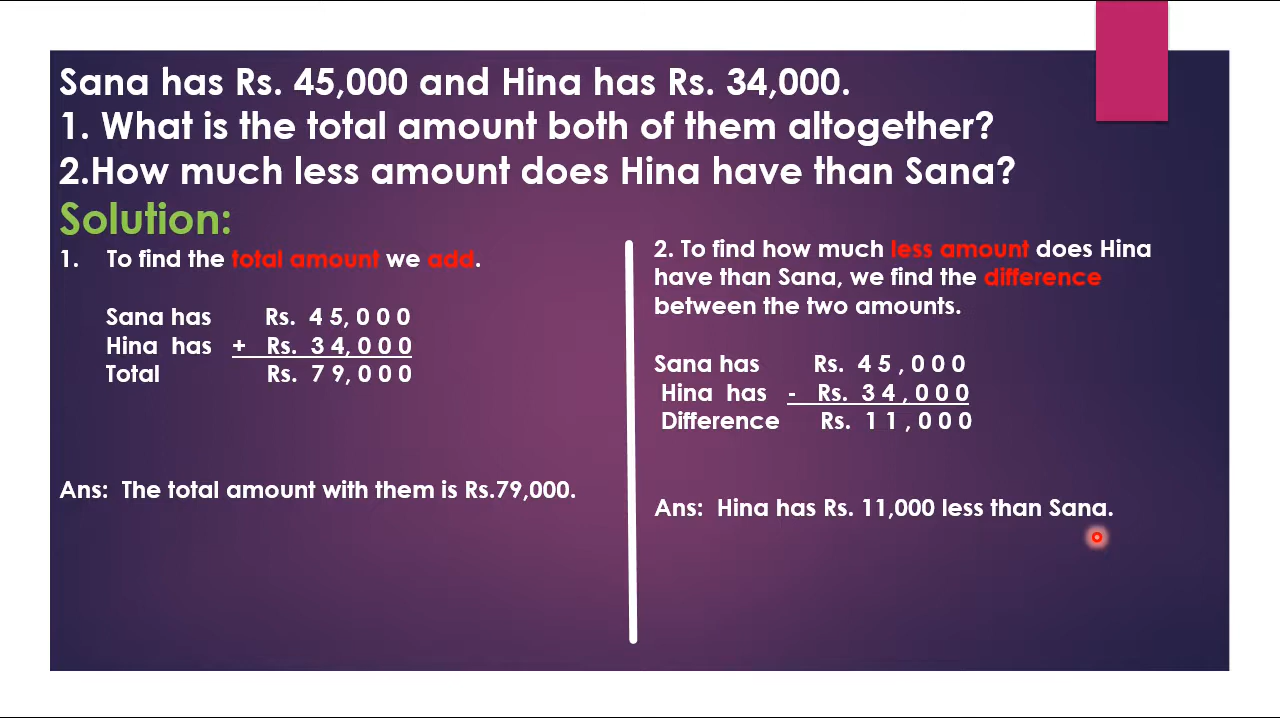 Sana has Rs. 45,000 and Hina has Rs. 34,000.
1. What is the total amount both of them altogether?
2.How much less amount does Hina have than Sana?
Solution:
1. To find the total amount we add.
Sana has Rs. 4 5, 0 0 0
Hina has + Rs. 3 4, 0 0 0
Total Rs. 7 9, 0 0 0
Ans: The total amount with them is Rs.79,000.
2. To find how much less amount does Hina
have than Sana, we find the difference
between the two amounts.
Sana has Rs. 4 5 , 0 0 0
Hina has - Rs. 3 4 , 0 0 0
Difference Rs. 1 1 , 0 0 0
Ans: Hina has Rs. 11,000 less than Sana.